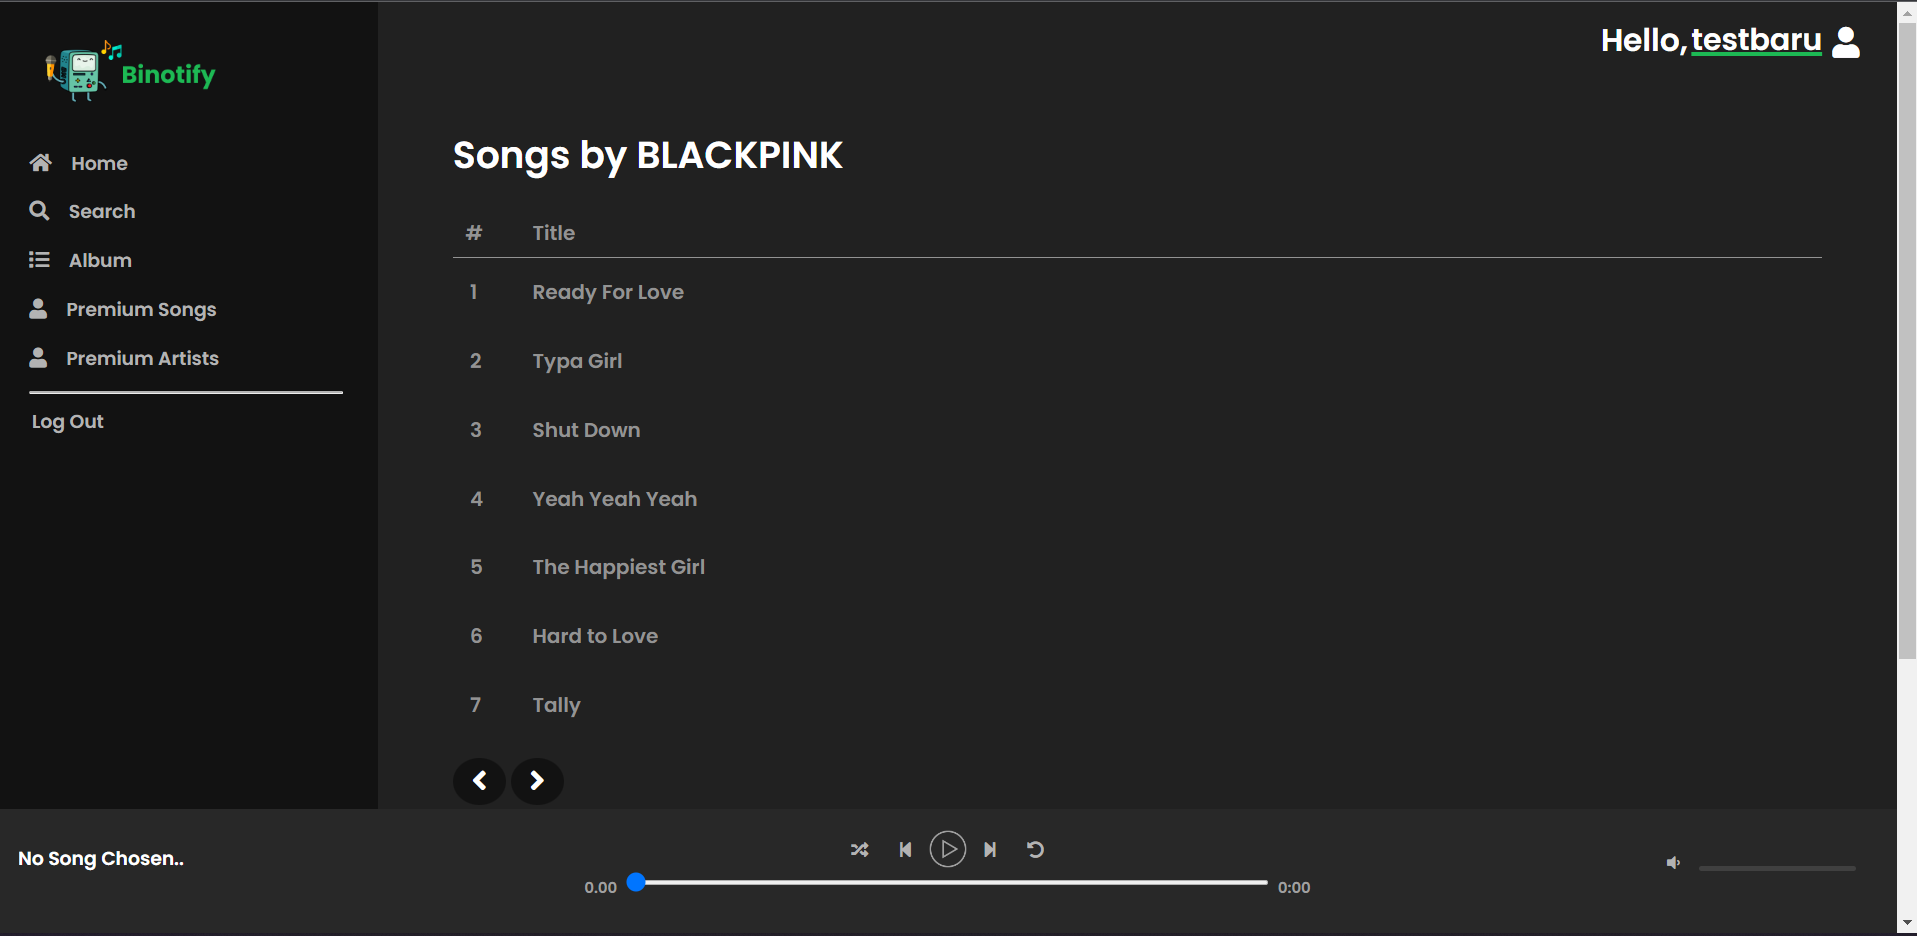 Binotify
Hello, testbaru
Home
Search
Album
Premium Songs
Premium Artists
Log Out
Songs by BLACKPINK
# Title
1 Ready For Love
2 Typa Girl
3 Shut Down
4 Yeah Yeah Yeah
5 The Happiest Girl
6 Hard to Love
7 Tally
No Song Chosen..
0.00 0:00